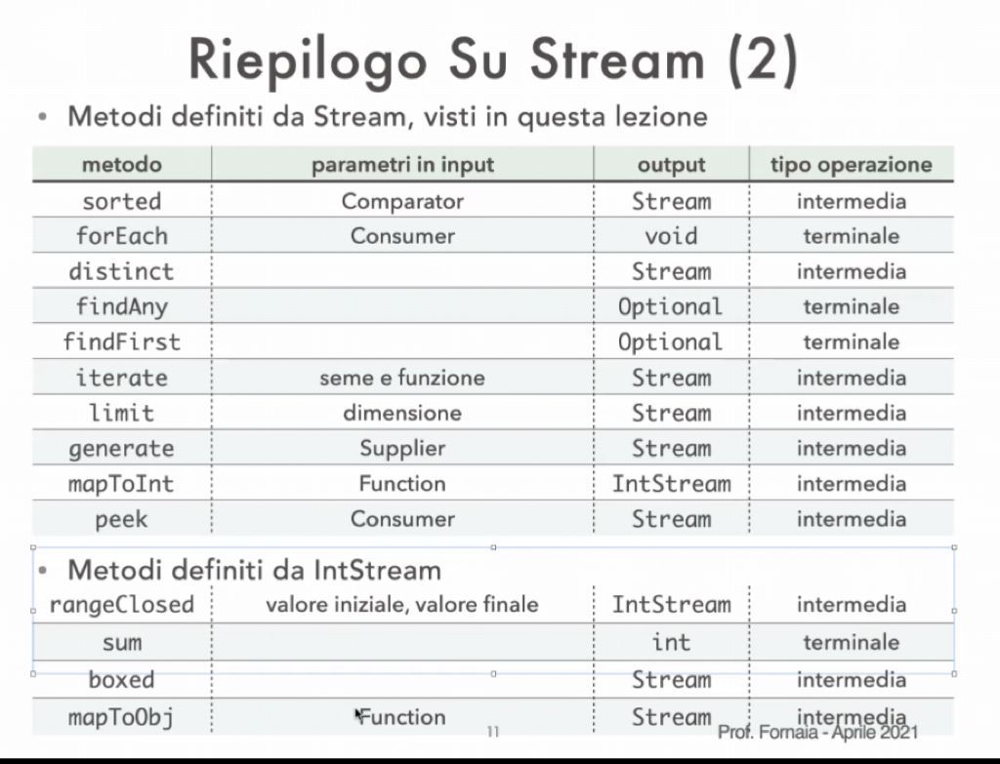 Riepilogo Su Stream (2)
• Metodi definiti da Stream, visti in questa lezione
metodo parametri in input output tipo operazione
sorted Comparator Stream intermedia
forEach Consumer void terminale
distinct Stream intermedia
findAny Optional terminale
findFirst Optional terminale
iterate seme e funzione Stream intermedia
limit dimensione Stream intermedia
generate Supplier Stream intermedia
mapToInt Function IntStream intermedia
peek Consumer Stream intermedia
• Metodi definiti da IntStream
rangeClosed valore iniziale, valore finale IntStream intermedia
sum int terminale
boxed Stream intermedia
mapToObj Function Stream intermedia
11 Prof. Fornaia - Aprile 2021